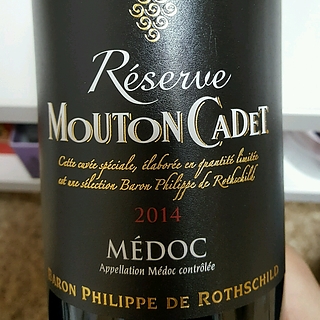 Réserve
MOUTON CADET
Cette cuvée spéciale, élaborée en quantité limitée
est une sélection Baron Philippe de Rothschild
2014
MÉDOC
Appellation Médoc contrôlée
BARON PHILIPPE DE ROTHSCHILD